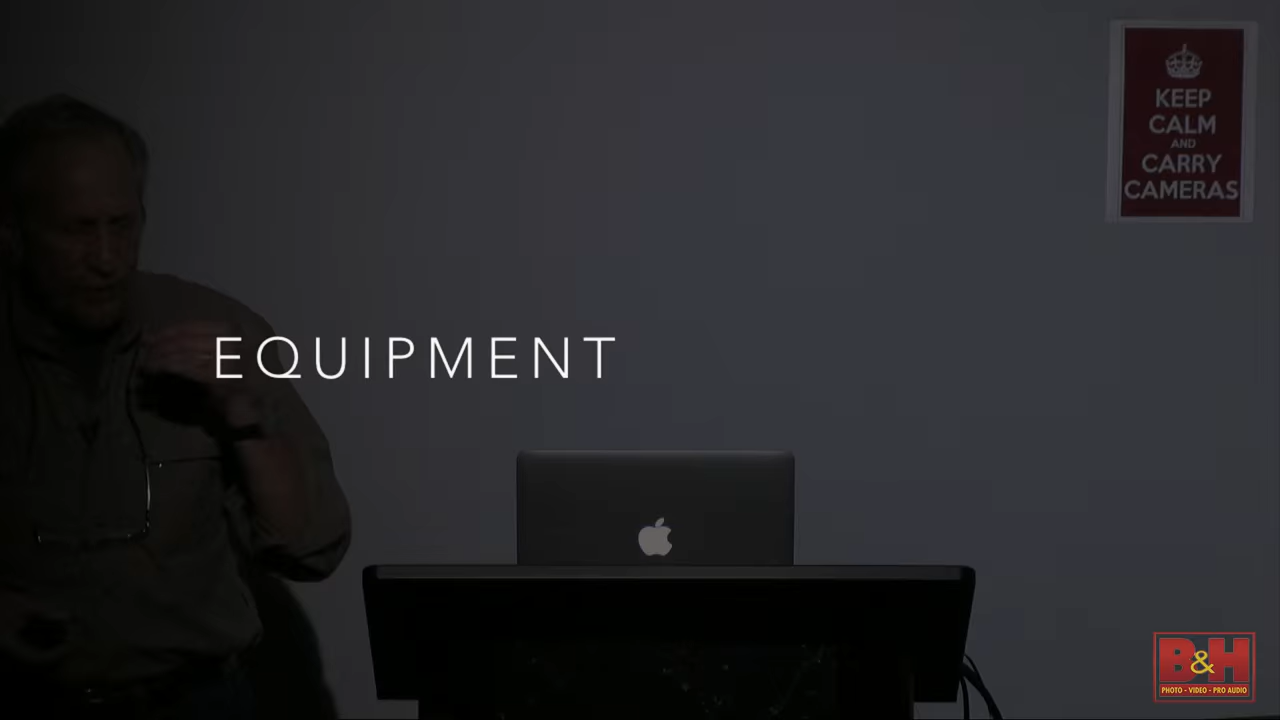 KEEP
CALM
AND
CARRY
CAMERAS
EQUIPMENT
B&H
PHOTO - VIDEO - PRO AUDIO